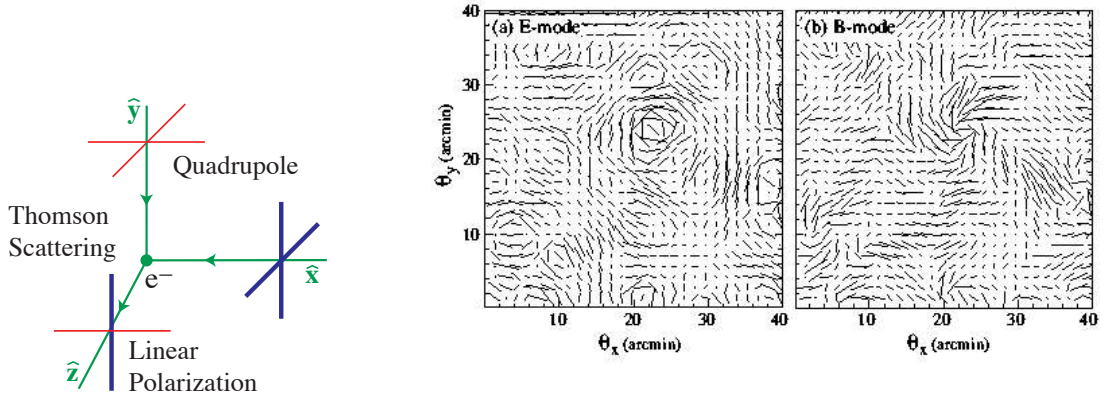 ŷ
Quadrupole
Thomson
Scattering
e–
x̂
ẑ
Linear
Polarization
(a) E-mode
(b) B-mode
40
30
20
10
θy (arcmin)
10 20 30 40
10 20 30 40
θx (arcmin)
θx (arcmin)